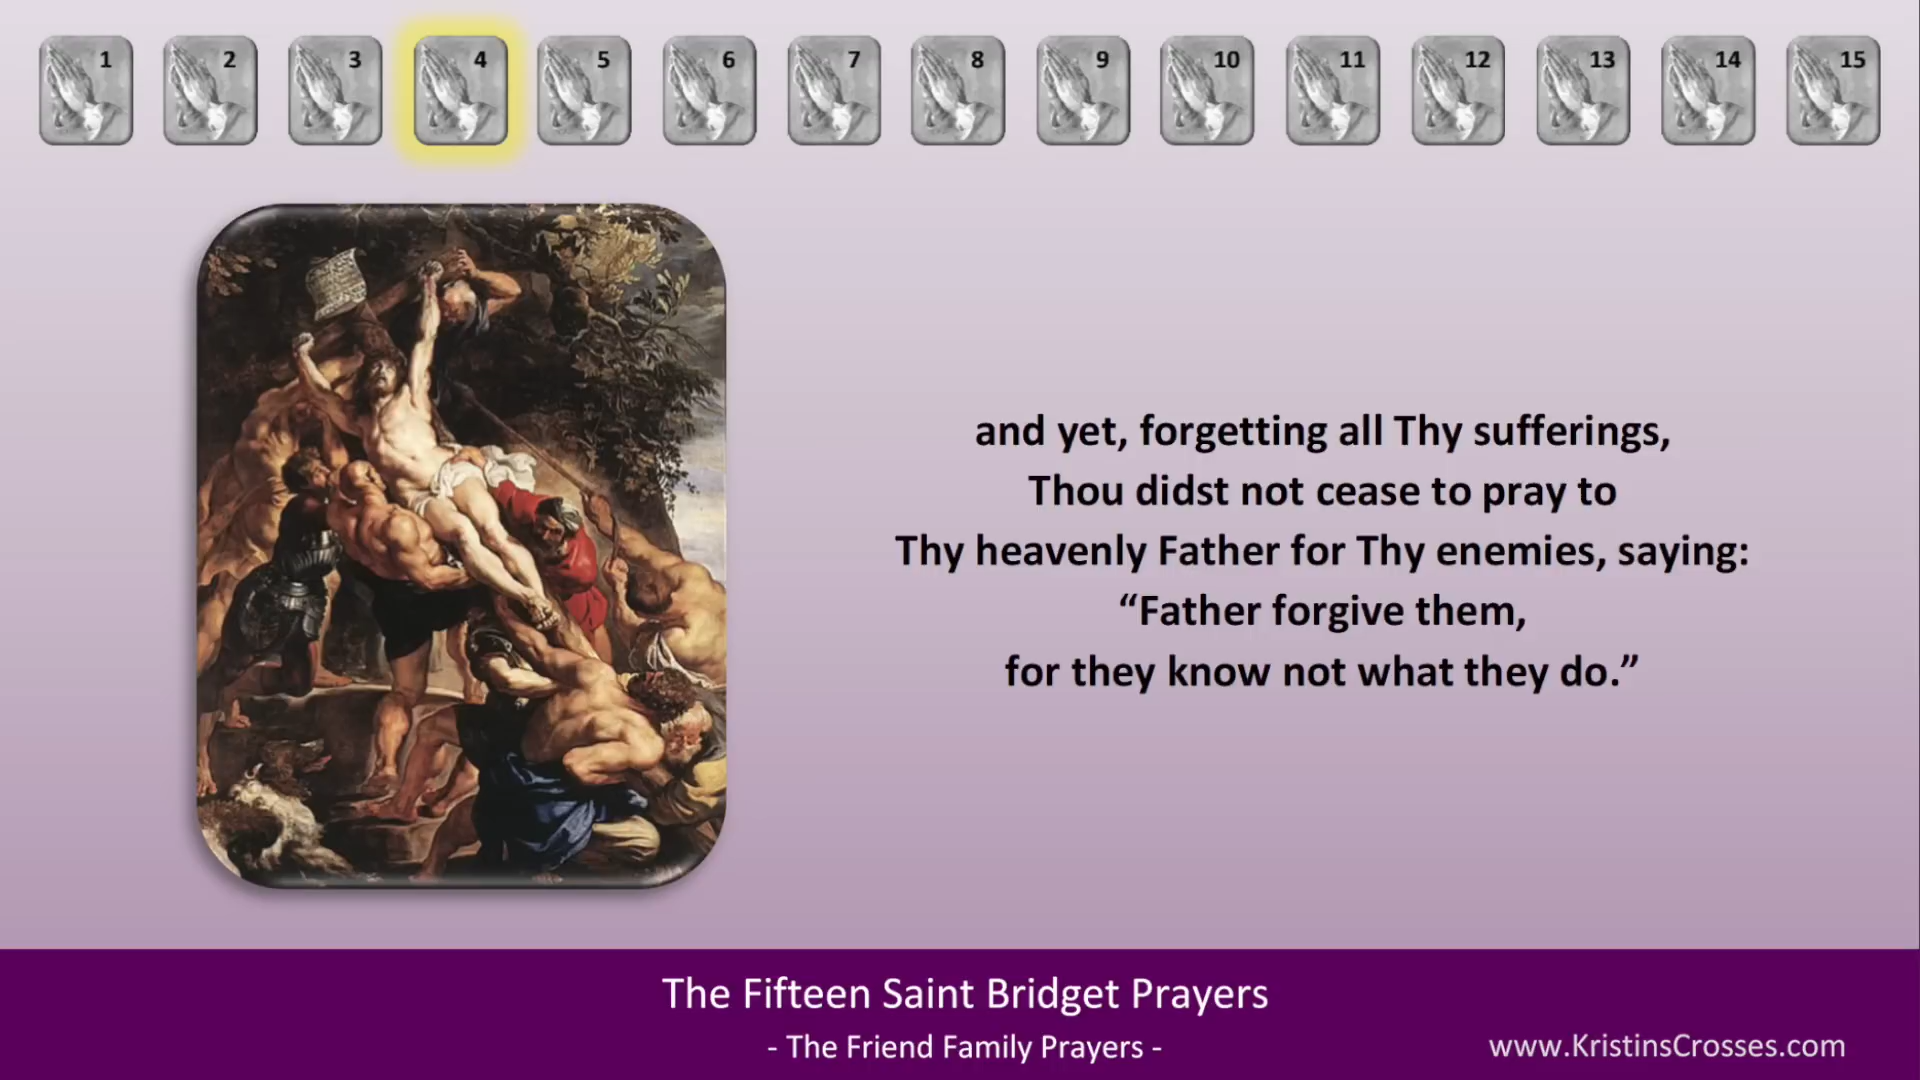 1 2 3 4 5 6 7 8 9 10 11 12 13 14 15
and yet, forgetting all Thy sufferings,
Thou didst not cease to pray to
Thy heavenly Father for Thy enemies, saying:
“Father forgive them,
for they know not what they do.”
The Fifteen Saint Bridget Prayers
- The Friend Family Prayers -
www.KristinsCrosses.com